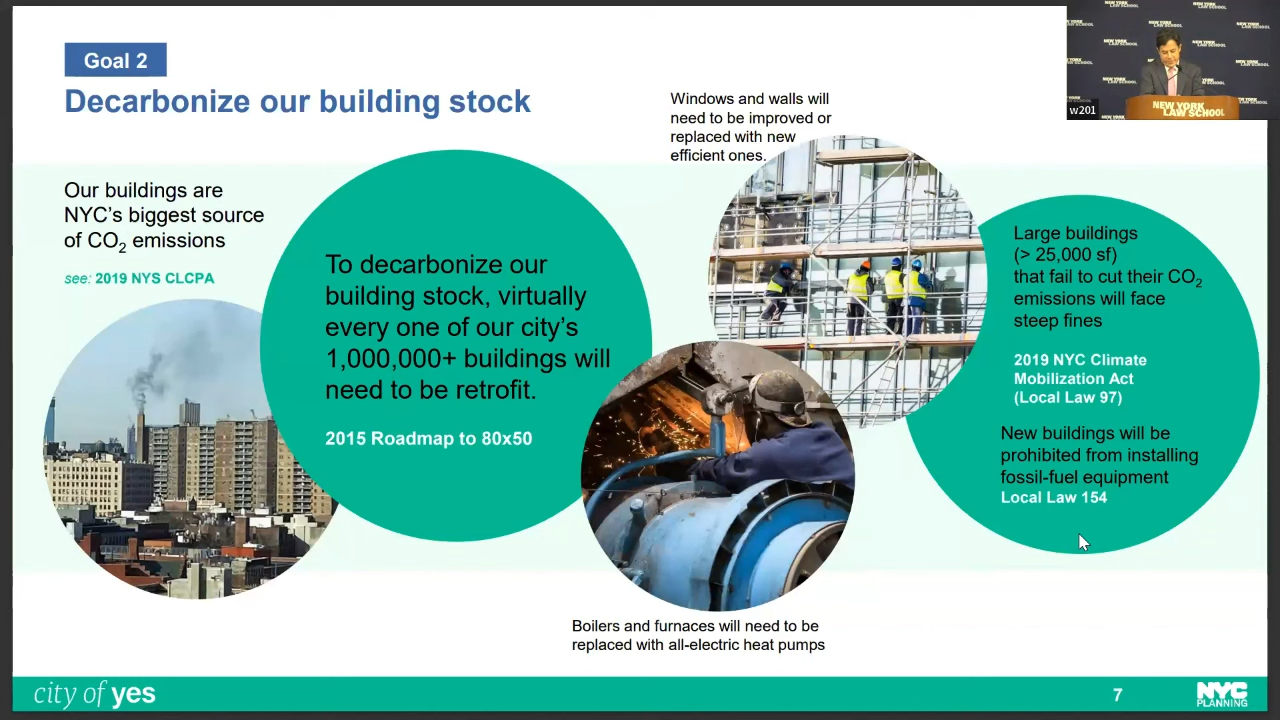 Goal 2
Decarbonize our building stock
Our buildings are
NYC's biggest source
of CO2 emissions
see: 2019 NYS CLCPA
To decarbonize our
building stock, virtually
every one of our city's
1,000,000+ buildings will
need to be retrofit.
2015 Roadmap to 80x50
Windows and walls will
need to be improved or
replaced with new
efficient ones.
Boilers and furnaces will need to be
replaced with all-electric heat pumps
Large buildings
(> 25,000 sf)
that fail to cut their CO2
emissions will face
steep fines
2019 NYC Climate
Mobilization Act
(Local Law 97)
New buildings will be
prohibited from installing
fossil-fuel equipment
Local Law 154
w201
NEW YORK
LAW SCHOOL
city of yes
7
NYC
PLANNING